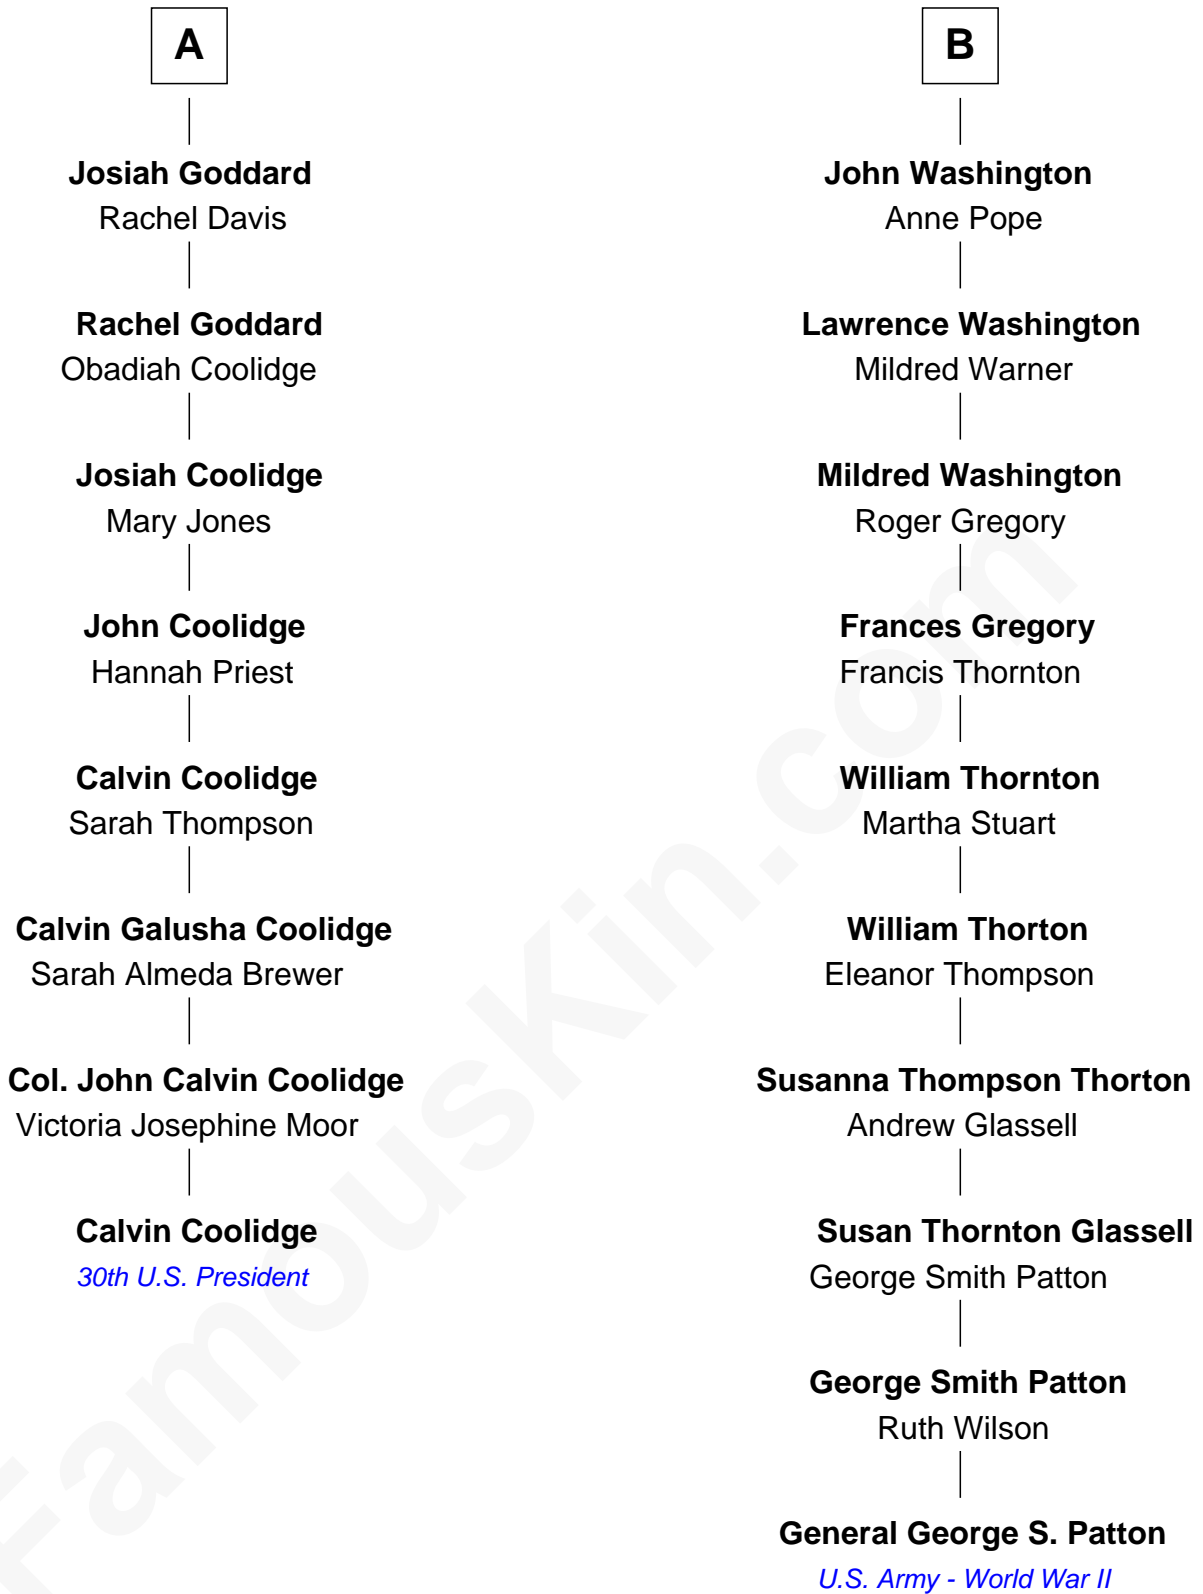 A
Josiah Goddard
Rachel Davis
Rachel Goddard
Obadiah Coolidge
Josiah Coolidge
Mary Jones
John Coolidge
Hannah Priest
Calvin Coolidge
Sarah Thompson
Calvin Galusha Coolidge
Sarah Almeda Brewer
Col. John Calvin Coolidge
Victoria Josephine Moor
Calvin Coolidge
30th U.S. President
B
John Washington
Anne Pope
Lawrence Washington
Mildred Warner
Mildred Washington
Roger Gregory
Frances Gregory
Francis Thornton
William Thornton
Martha Stuart
William Thorton
Eleanor Thompson
Susanna Thompson Thorton
Andrew Glassell
Susan Thornton Glassell
George Smith Patton
George Smith Patton
Ruth Wilson
General George S. Patton
U.S. Army - World War II
FamousKin.com